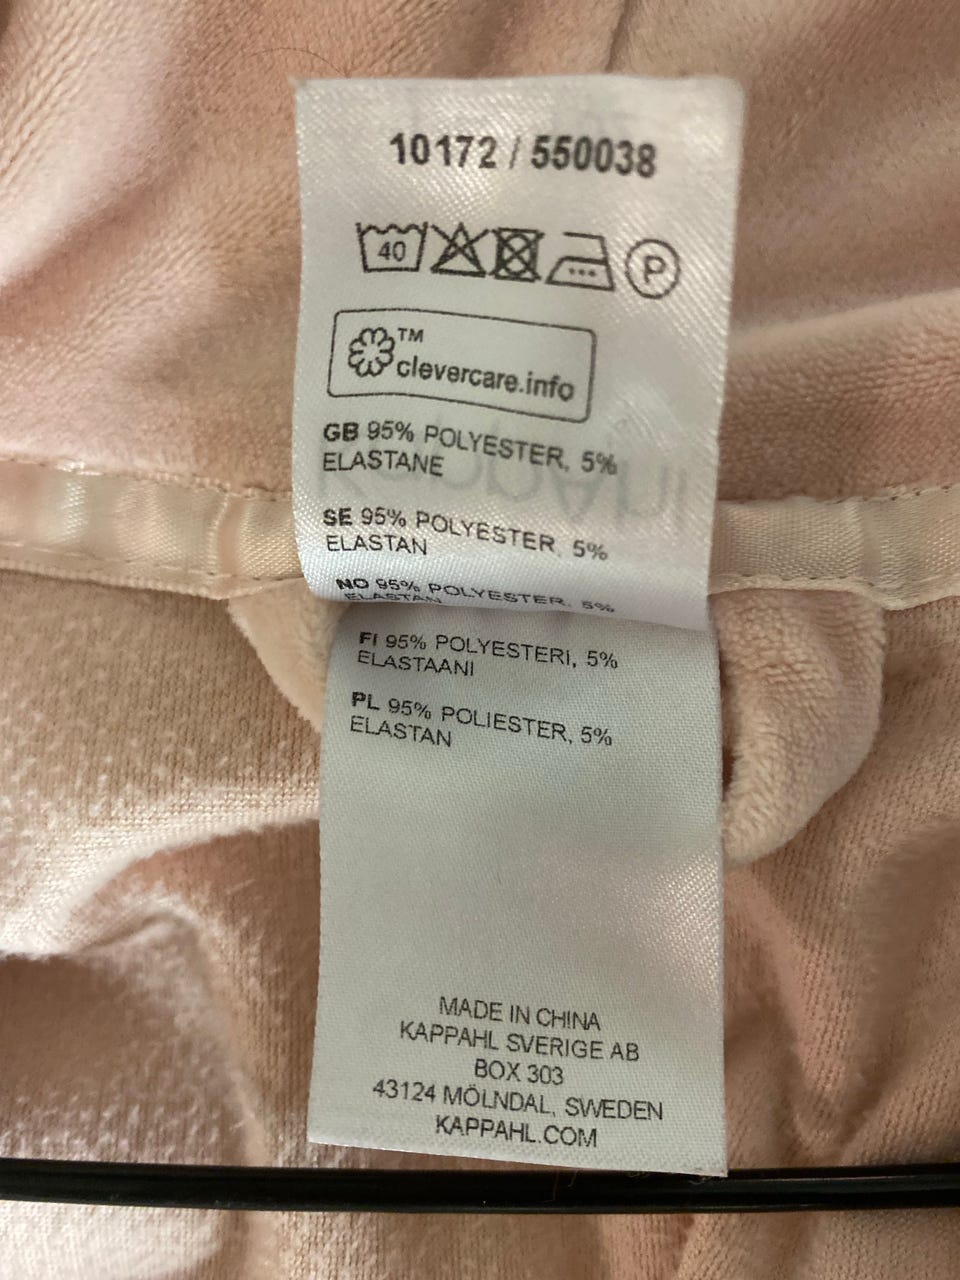 10172 / 550038
40
P
TM
clevercare.info
GB 95% POLYESTER, 5%
ELASTANE
SE 95% POLYESTER, 5%
ELASTAN
NO 95% POLYESTER, 5%
ELASTAN
FI 95% POLYESTERI, 5%
ELASTAANI
PL 95% POLIESTER, 5%
ELASTAN
MADE IN CHINA
KAPPAHL SVERIGE AB
BOX 303
43124 MÖLNDAL, SWEDEN
KAPPAHL.COM